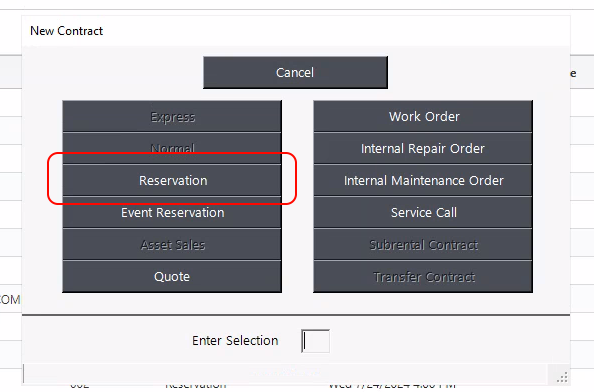 New Contract
Cancel
e
Express
Work Order
Normal
Internal Repair Order
Reservation
Internal Maintenance Order
Event Reservation
Service Call
Asset Sales
Subrental Contract
Quote
Transfer Contract
COM
Enter Selection
002 Reservation Wed 7/24/2024 4:00 PM